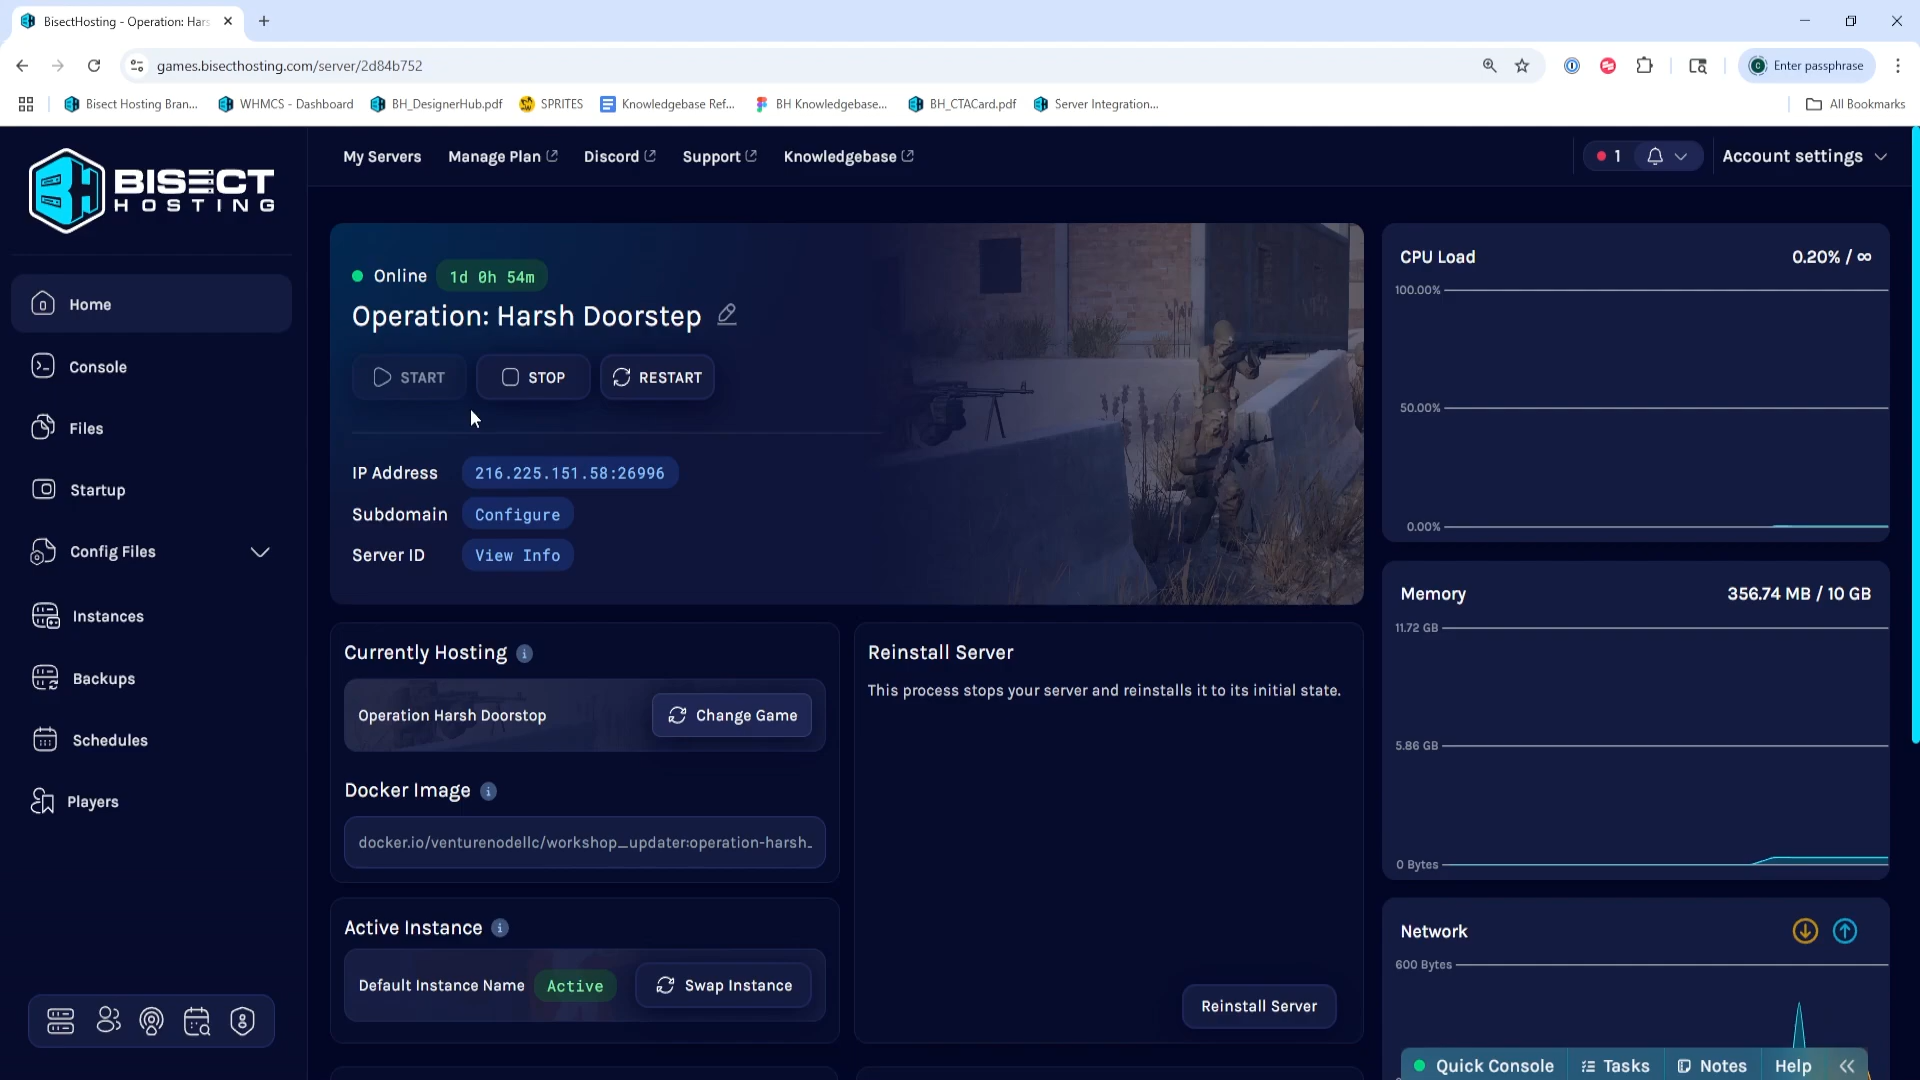 BisectHosting - Operation: Hars
games.bisecthosting.com/server/2d84b752
Enter passphrase
Bisect Hosting Bran...
WHMCS - Dashboard
BH_DesignerHub.pdf
SPRITES
Knowledgebase Ref...
BH Knowledgebase...
BH_CTACard.pdf
Server Integration...
All Bookmarks
BISECT
HOSTING
My Servers
Manage Plan
Discord
Support
Knowledgebase
1
Account settings
Home
Console
Files
Startup
Config Files
Instances
Backups
Schedules
Players
Online
1d 0h 54m
Operation: Harsh Doorstep
START
STOP
RESTART
IP Address
216.225.151.58:26996
Subdomain
Configure
Server ID
View Info
Currently Hosting
Operation Harsh Doorstop
Change Game
Docker Image
docker.io/venturenodellc/workshop_updater:operation-harsh_
Active Instance
Default Instance Name
Active
Swap Instance
Reinstall Server
This process stops your server and reinstalls it to its initial state.
Reinstall Server
CPU Load
0.20% / ∞
100.00%
50.00%
0.00%
Memory
356.74 MB / 10 GB
11.72 GB
5.86 GB
0 Bytes
Network
600 Bytes
Quick Console
Tasks
Notes
Help